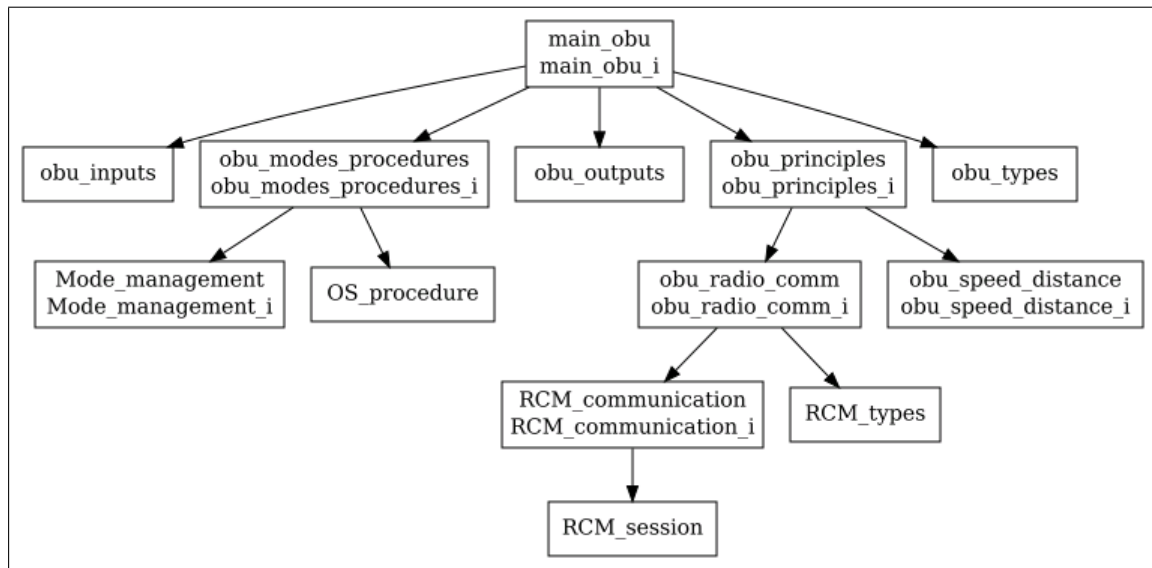 main_obu
main_obu_i
obu_inputs
obu_modes_procedures
obu_modes_procedures_i
obu_outputs
obu_principles
obu_principles_i
obu_types
Mode_management
Mode_management_i
OS_procedure
obu_radio_comm
obu_radio_comm_i
obu_speed_distance
obu_speed_distance_i
RCM_communication
RCM_communication_i
RCM_types
RCM_session